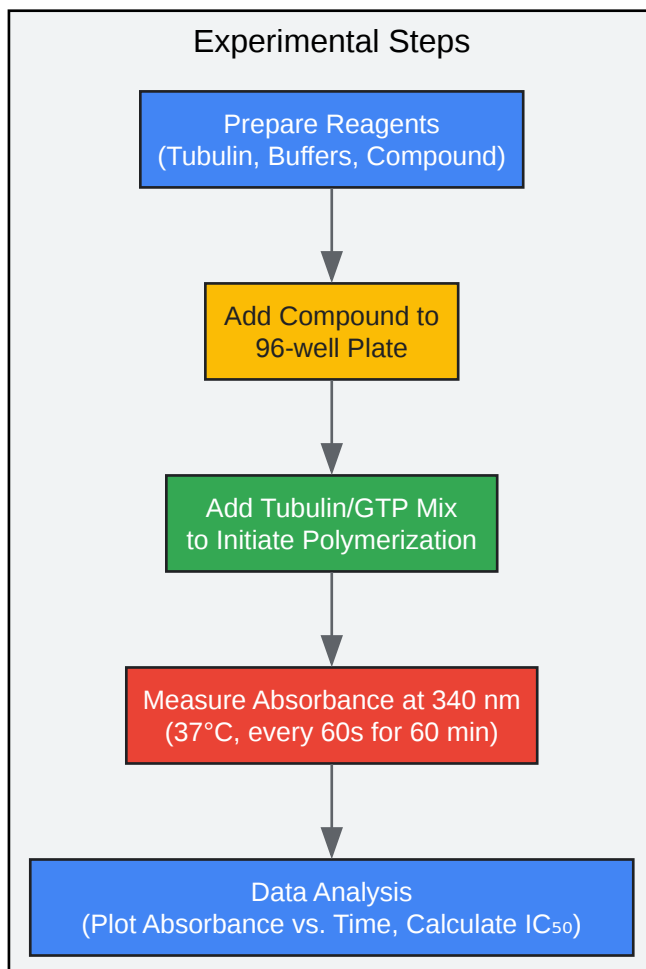 Experimental Steps
Prepare Reagents
(Tubulin, Buffers, Compound)
Add Compound to
96-well Plate
Add Tubulin/GTP Mix
to Initiate Polymerization
Measure Absorbance at 340 nm
(37°C, every 60s for 60 min)
Data Analysis
(Plot Absorbance vs. Time, Calculate IC₅₀)